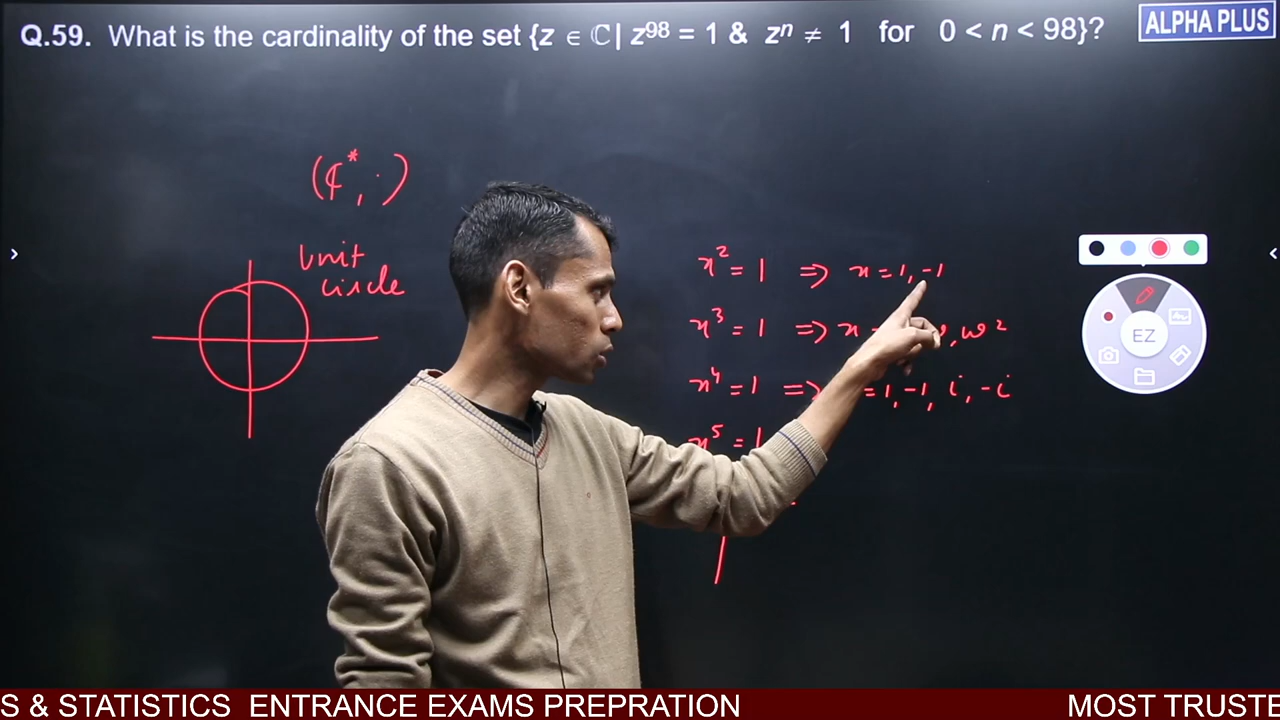 Q.59. What is the cardinality of the set {z ∈ ℂ| z⁹⁸ = 1 & zⁿ ≠ 1 for 0 < n < 98}?
ALPHA PLUS
(ℂ*, ·)
unit
circle
x² = 1 ⇒ x = 1, -1
x³ = 1 ⇒ x = , ω²
x⁴ = 1 ⇒ = 1, -1, i, -i
x⁵ = 1
EZ
S & STATISTICS ENTRANCE EXAMS PREPRATION MOST TRUSTE